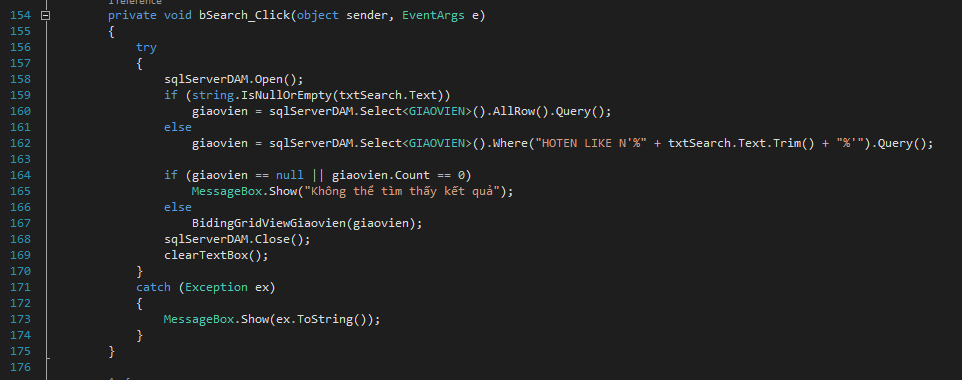 1 reference
154 private void bSearch_Click(object sender, EventArgs e)
155 {
156 try
157 {
158 sqlServerDAM.Open();
159 if (string.IsNullOrEmpty(txtSearch.Text))
160 giaovien = sqlServerDAM.Select<GIAOVIEN>().AllRow().Query();
161 else
162 giaovien = sqlServerDAM.Select<GIAOVIEN>().Where("HOTEN LIKE N'%" + txtSearch.Text.Trim() + "%'").Query();
163
164 if (giaovien == null || giaovien.Count == 0)
165 MessageBox.Show("Không thể tìm thấy kết quả");
166 else
167 BidingGridViewGiaovien(giaovien);
168 sqlServerDAM.Close();
169 clearTextBox();
170 }
171 catch (Exception ex)
172 {
173 MessageBox.Show(ex.ToString());
174 }
175 }
176